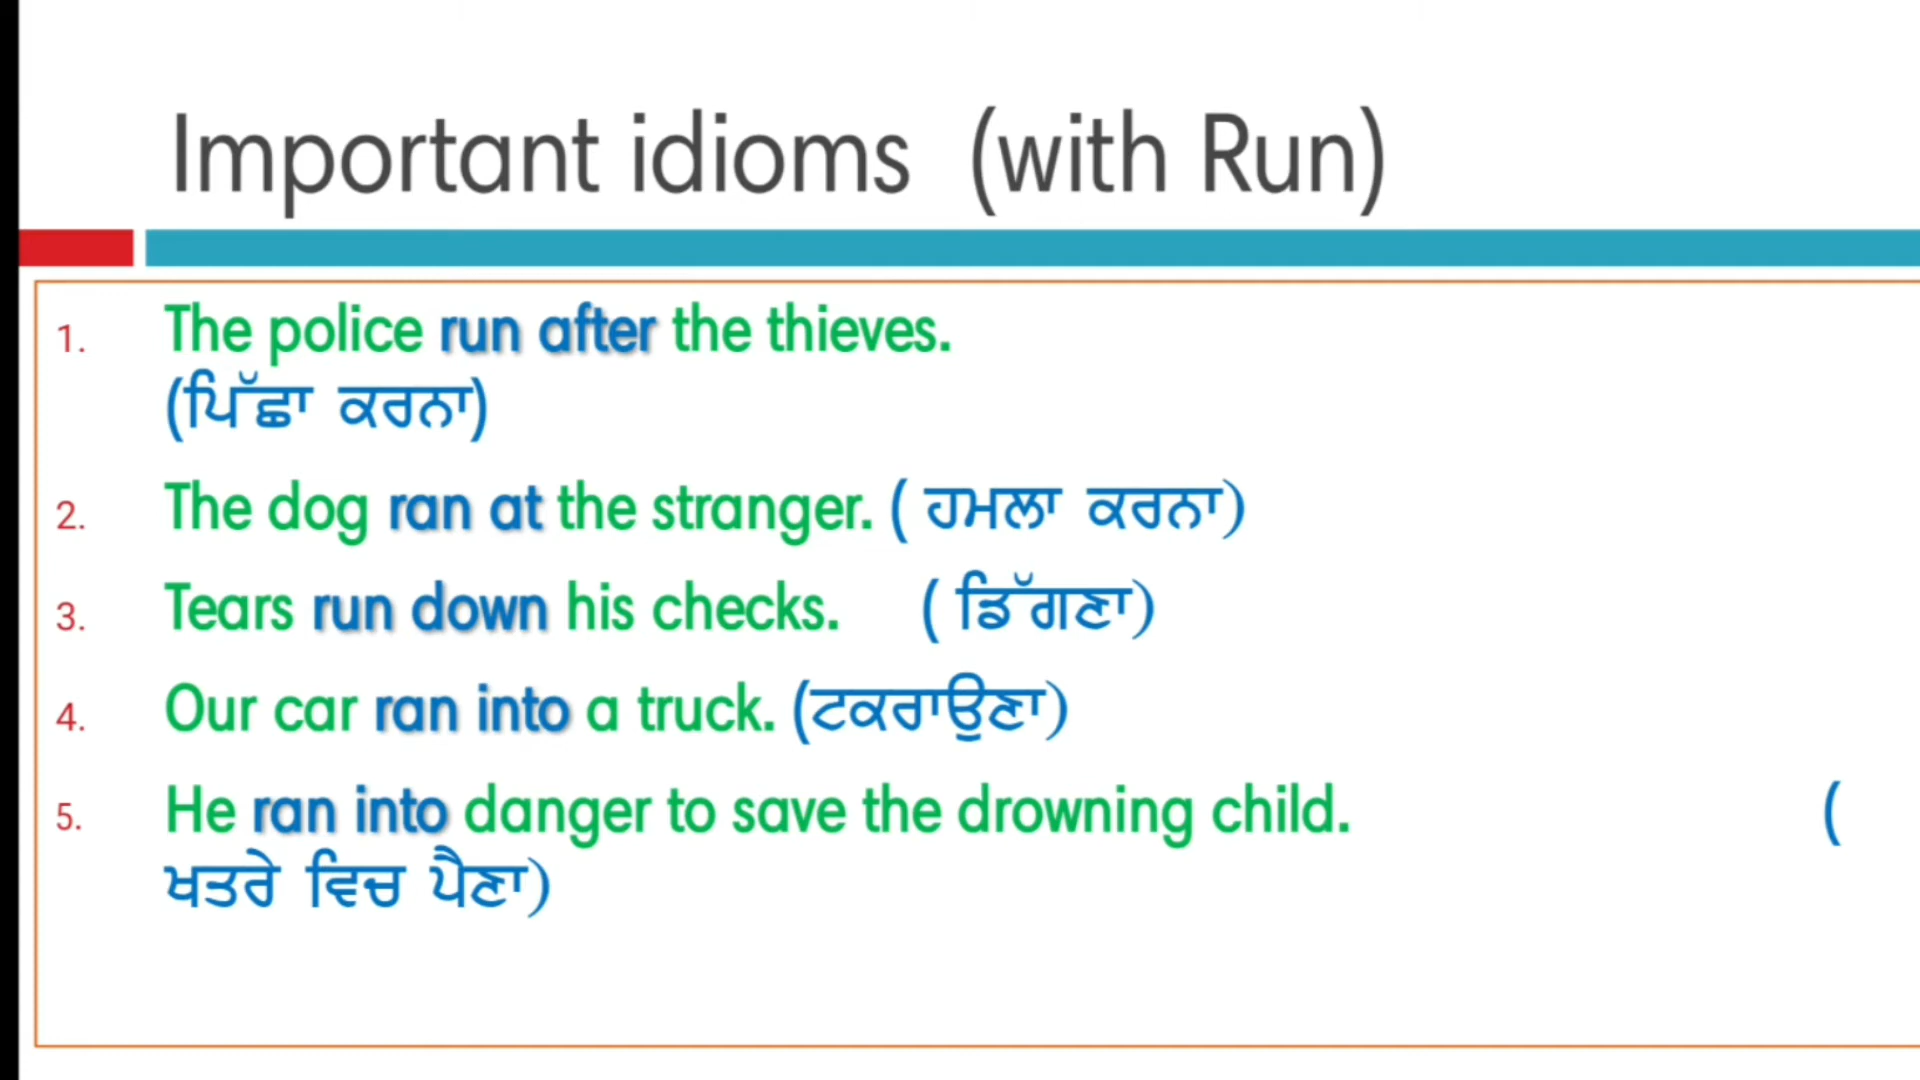 Important idioms (with Run)
1. The police run after the thieves.
(ਪਿੱਛਾ ਕਰਨਾ)
2. The dog ran at the stranger. ( ਹਮਲਾ ਕਰਨਾ)
3. Tears run down his checks. ( ਡਿੱਗਣਾ)
4. Our car ran into a truck. (ਟਕਰਾਉਣਾ)
5. He ran into danger to save the drowning child. (
ਖਤਰੇ ਵਿਚ ਪੈਣਾ)